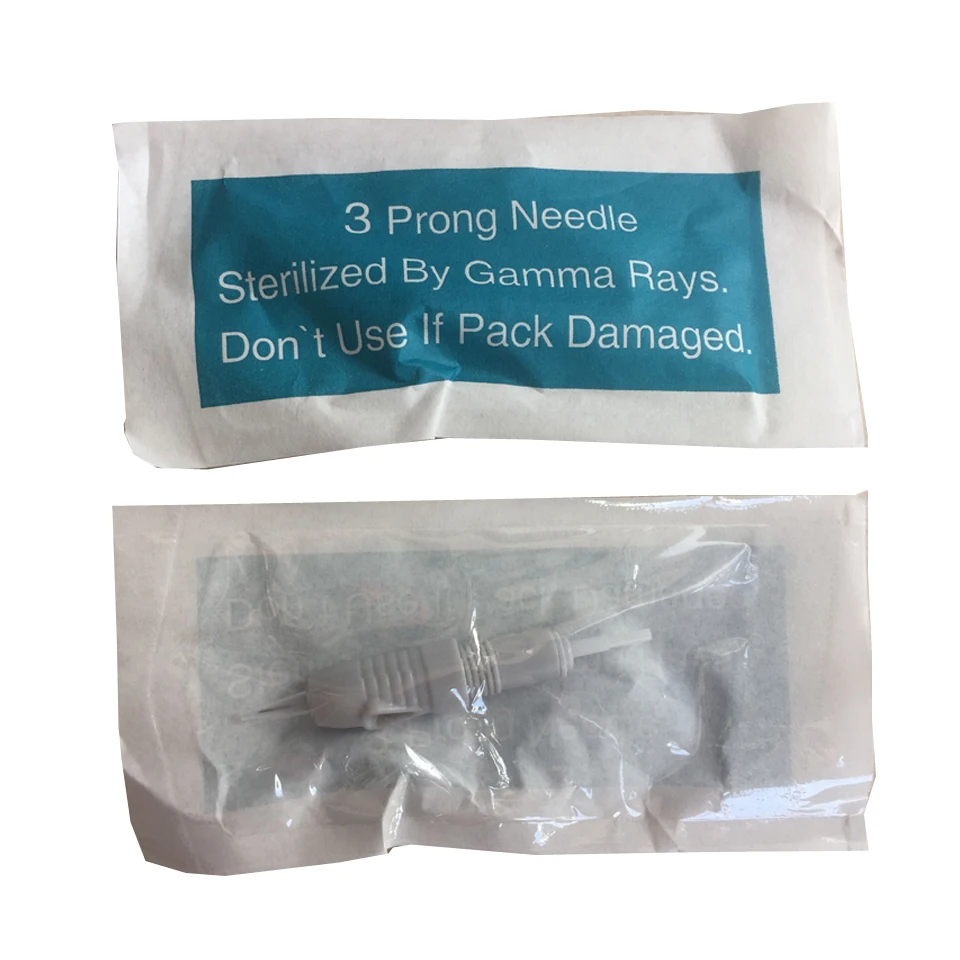 3 Prong Needle
Sterilized By Gamma Rays.
Don`t Use If Pack Damaged.